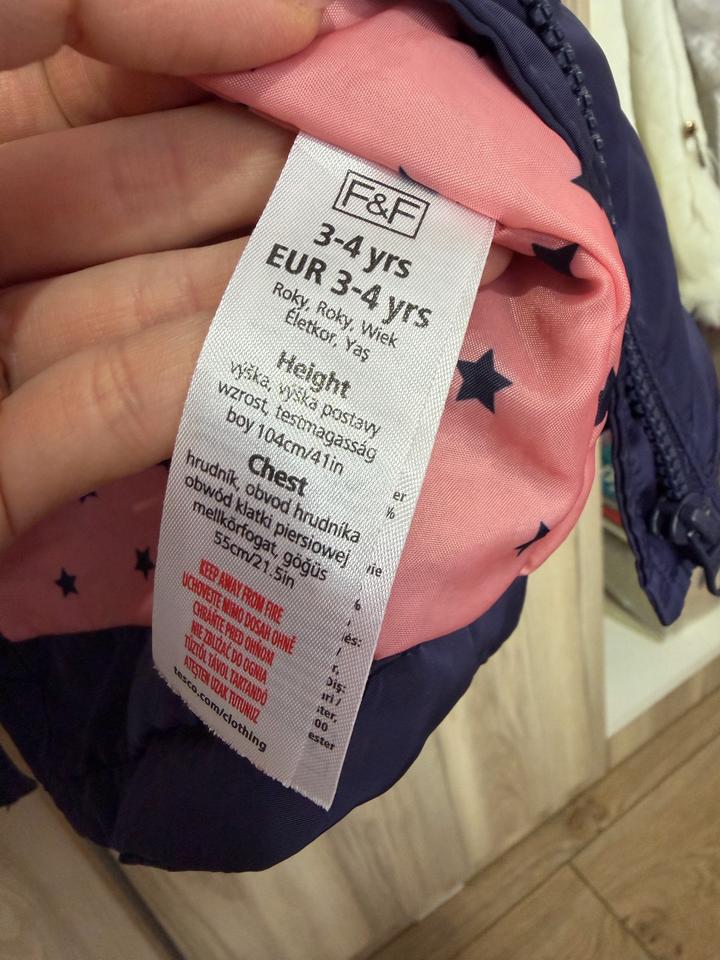 F&F
3-4 yrs
EUR 3-4 yrs
Roky, Roky, Wiek
Életkor, Yaş
Height
výška, výška postavy
wzrost, testmagasság
boy 104cm/41in
Chest
hrudník, obvod hrudníka
obwód klatki piersiowej
mellkőrfogat, göğüs
55cm/21.5in
KEEP AWAY FROM FIRE
UCHOVEJTE MIMO DOSAH OHNĚ
CHRÁŇTE PRED OHŇOM
NIE ZBLIŻAĆ DO OGNIA
TŰZTŐL TÁVOL TARTANDÓ
ATEŞTEN UZAK TUTUNUZ
tesco.com/clothing